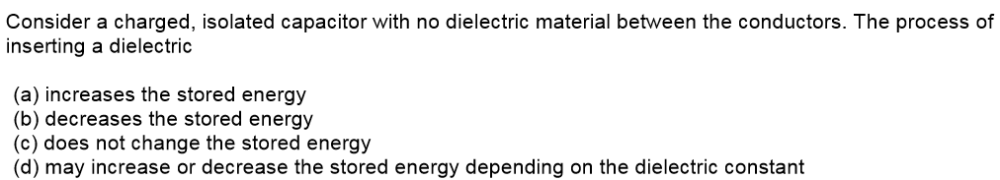 Consider a charged, isolated capacitor with no dielectric material between the conductors. The process of
inserting a dielectric
(a) increases the stored energy
(b) decreases the stored energy
(c) does not change the stored energy
(d) may increase or decrease the stored energy depending on the dielectric constant